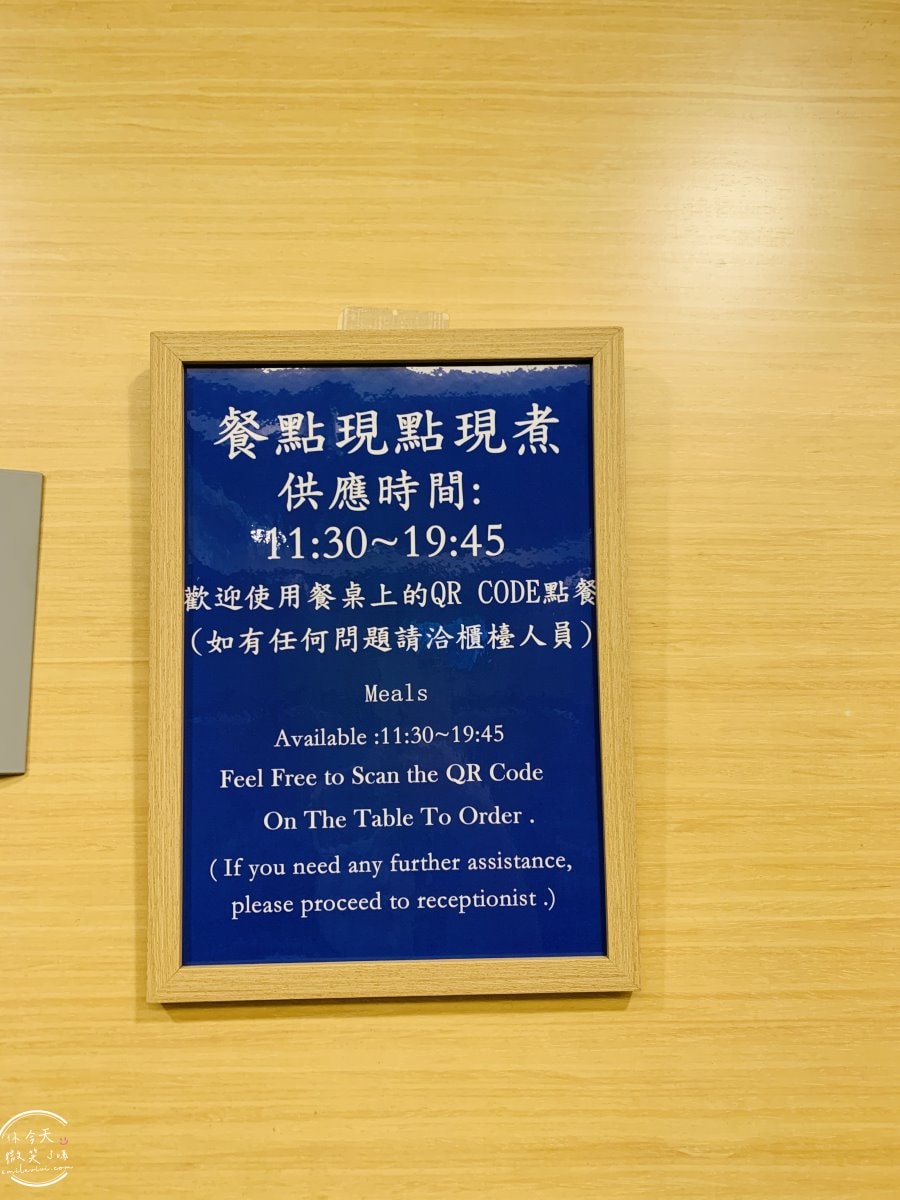 餐點現點現煮
供應時間:
11:30~19:45
歡迎使用餐桌上的QR CODE點餐
(如有任何問題請洽櫃檯人員)
Meals
Available :11:30~19:45
Feel Free to Scan the QR Code
On The Table To Order .
( If you need any further assistance,
please proceed to receptionist .)